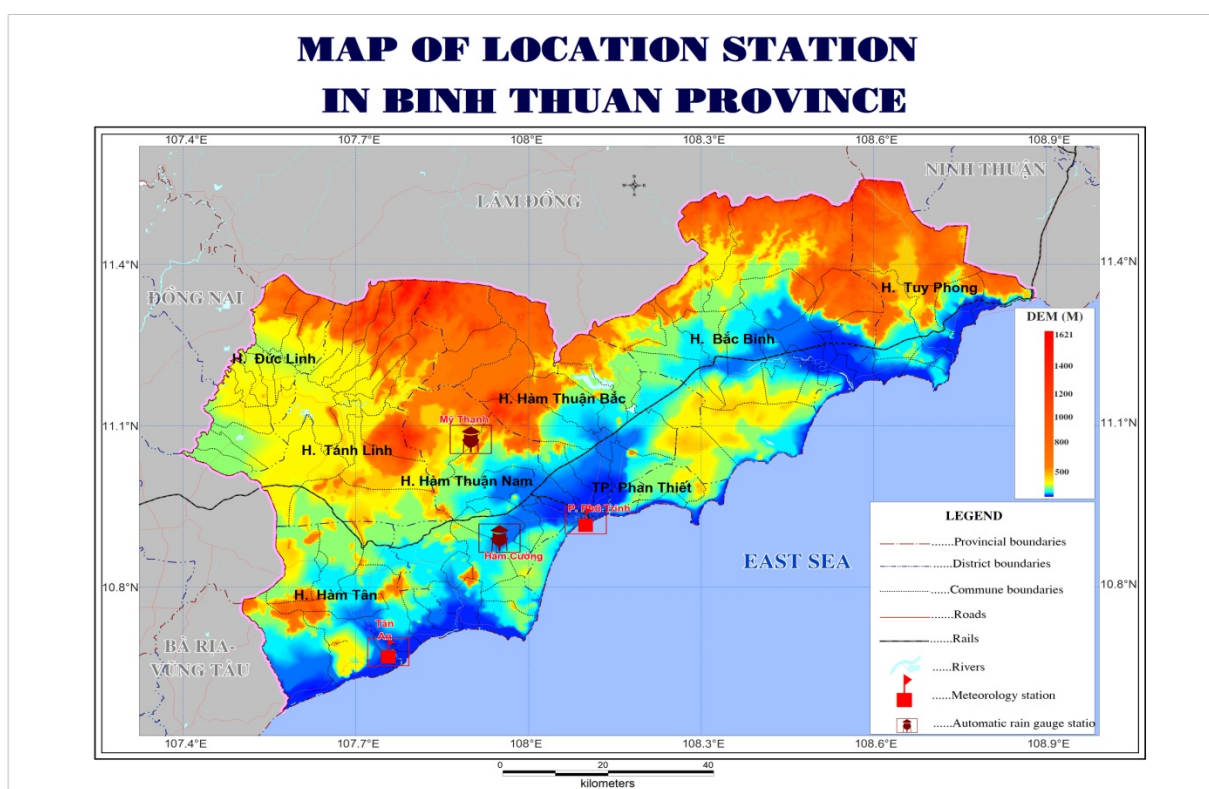 MAP OF LOCATION STATION
IN BINH THUAN PROVINCE
107.4°E
107.7°E
108°E
108.3°E
108.6°E
108.9°E
NINH THUẬN
LÂM ĐỒNG
11.4°N
11.4°N
ĐỒNG NAI
H. Tuy Phong
DEM (M)
1621
1400
1200
1000
800
500
H. Bắc Bình
H. Đức Linh
H. Hàm Thuận Bắc
Mỹ Thạnh
11.1°N
11.1°N
H. Tánh Linh
H. Hàm Thuận Nam
TP. Phan Thiết
LEGEND
......Provincial boundaries
......District boundaries
......Commune boundaries
......Roads
......Rails
......Rivers
......Meteorology station
......Automatic rain gauge statio
Hàm Cường
EAST SEA
10.8°N
10.8°N
H. Hàm Tân
Tân
BÀ RỊA-
VŨNG TÀU
107.4°E
107.7°E
108°E
108.3°E
108.6°E
108.9°E
0 20 40
kilometers